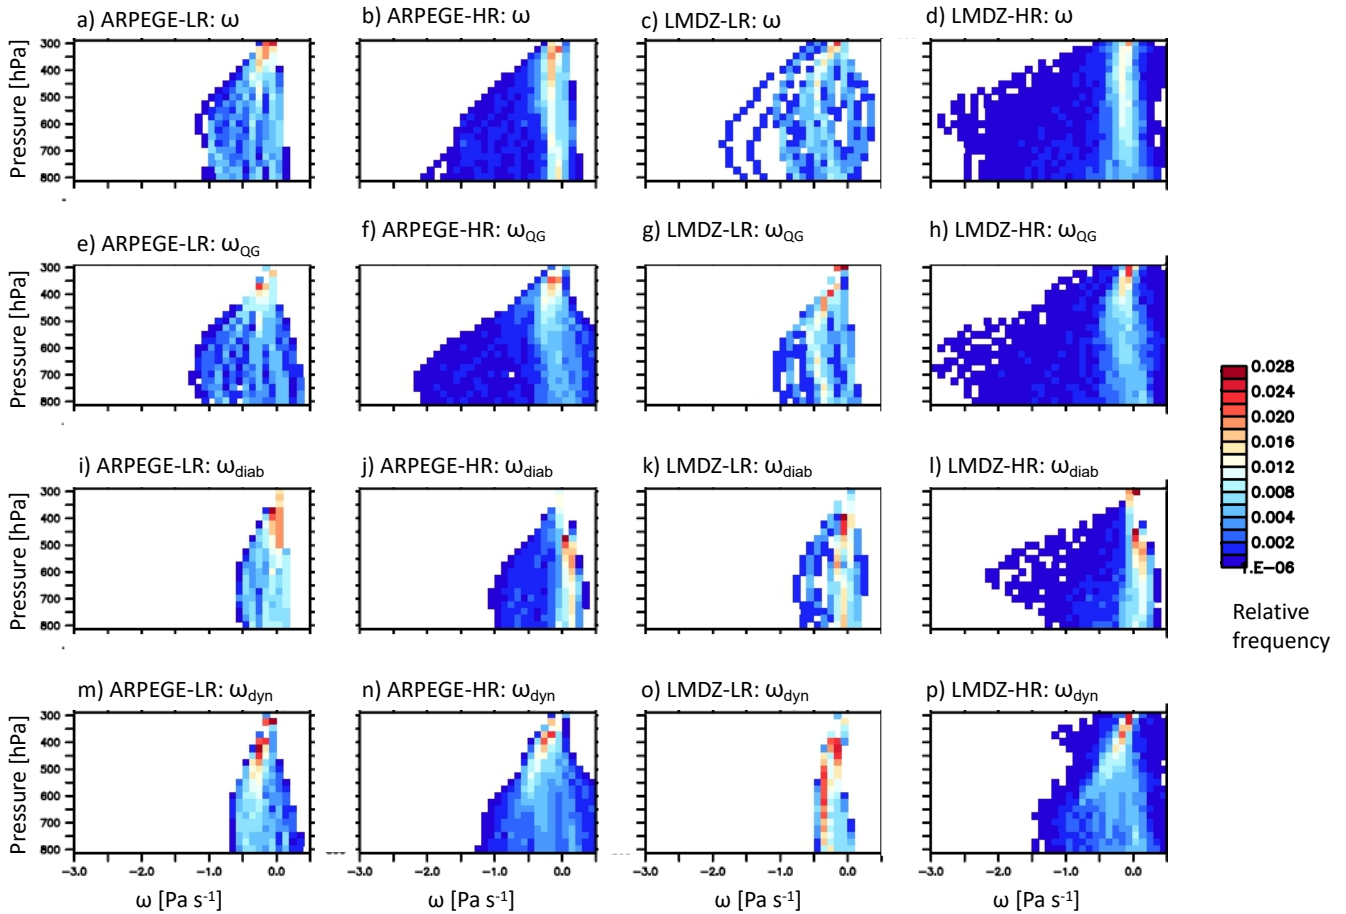 a) ARPEGE-LR: ω
b) ARPEGE-HR: ω
c) LMDZ-LR: ω
d) LMDZ-HR: ω
Pressure [hPa]
300
400
500
600
700
800
e) ARPEGE-LR: ωQG
f) ARPEGE-HR: ωQG
g) LMDZ-LR: ωQG
h) LMDZ-HR: ωQG
Pressure [hPa]
300
400
500
600
700
800
i) ARPEGE-LR: ωdiab
j) ARPEGE-HR: ωdiab
k) LMDZ-LR: ωdiab
l) LMDZ-HR: ωdiab
Pressure [hPa]
300
400
500
600
700
800
m) ARPEGE-LR: ωdyn
n) ARPEGE-HR: ωdyn
o) LMDZ-LR: ωdyn
p) LMDZ-HR: ωdyn
Pressure [hPa]
300
400
500
600
700
800
−3.0 −2.0 −1.0 0.0
−3.0 −2.0 −1.0 0.0
−3.0 −2.0 −1.0 0.0
−3.0 −2.0 −1.0 0.0
ω [Pa s-1]
ω [Pa s-1]
ω [Pa s-1]
ω [Pa s-1]
0.028
0.024
0.020
0.016
0.012
0.008
0.004
0.002
1.E−06
Relative
frequency